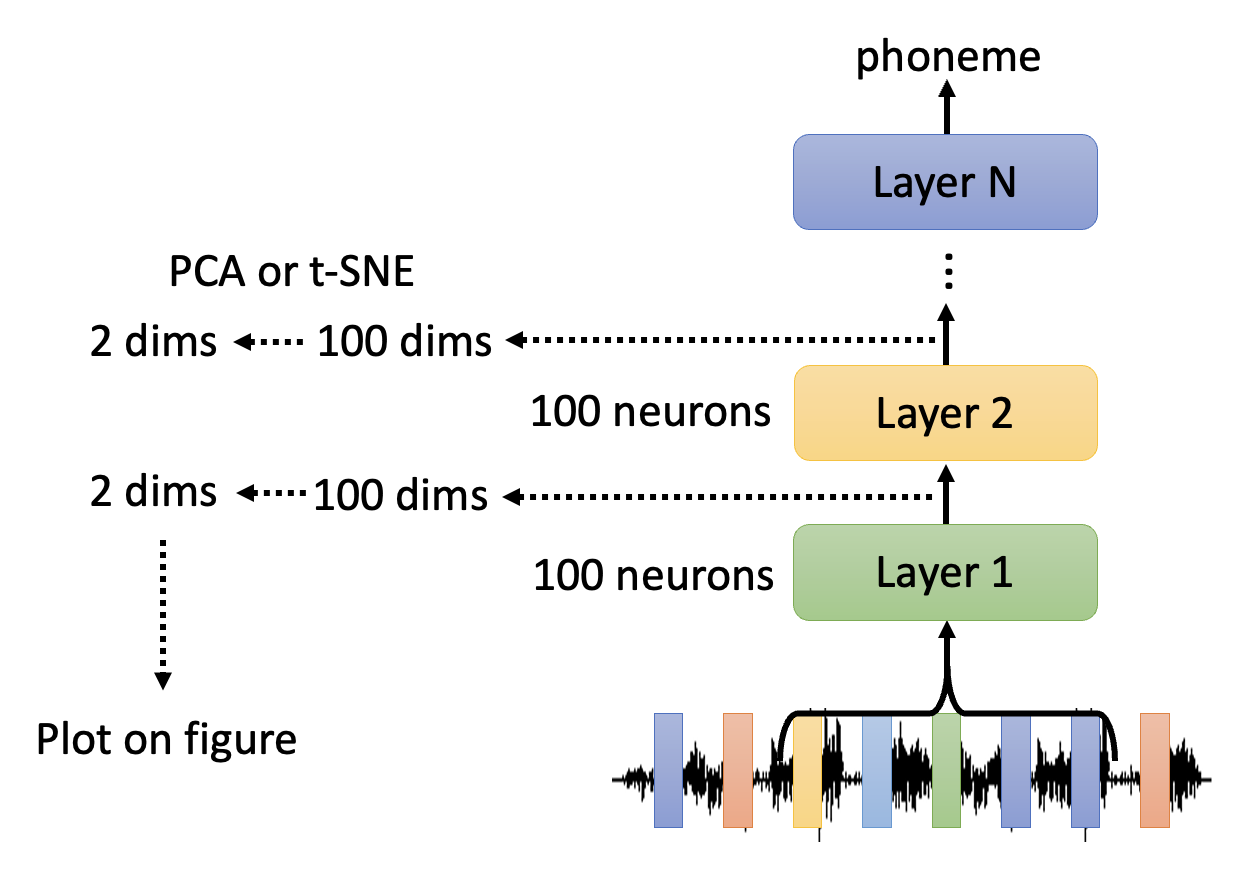 phoneme
Layer N
⋮
PCA or t-SNE
2 dims
100 dims
100 neurons
Layer 2
2 dims
100 dims
100 neurons
Layer 1
Plot on figure